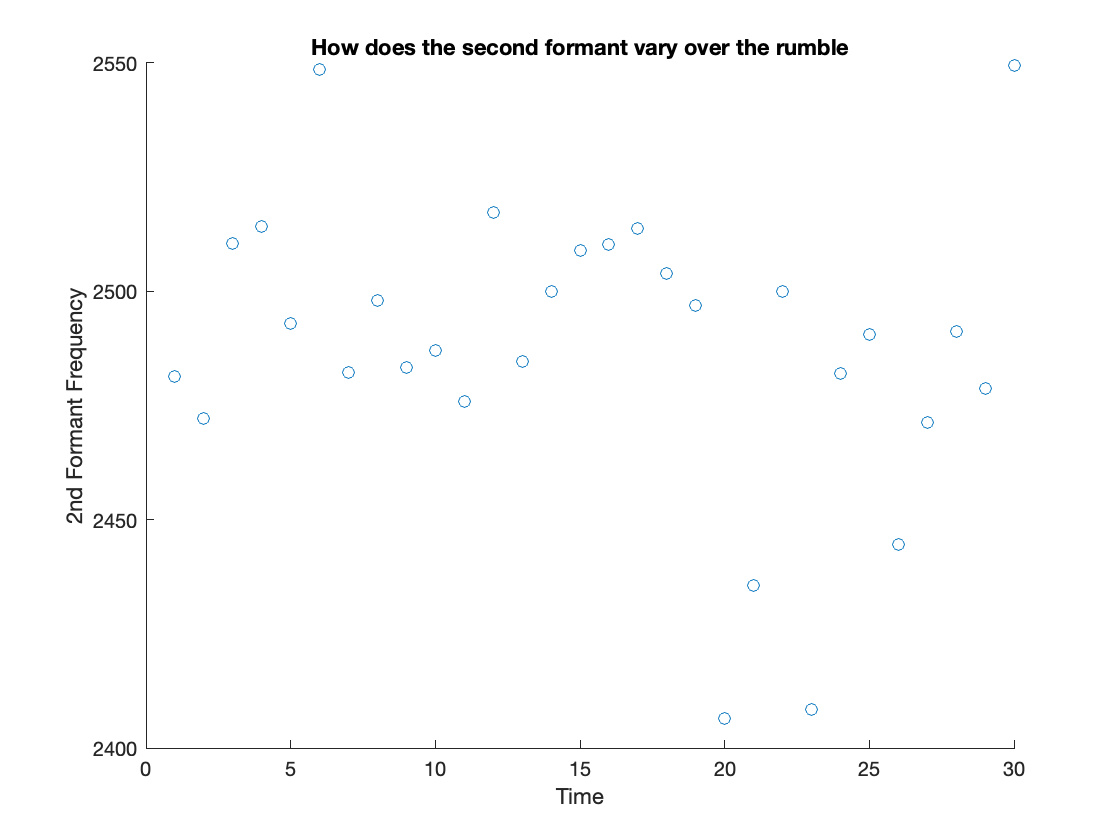 How does the second formant vary over the rumble
2550
2500
2450
2400
2nd Formant Frequency
0 5 10 15 20 25 30
Time